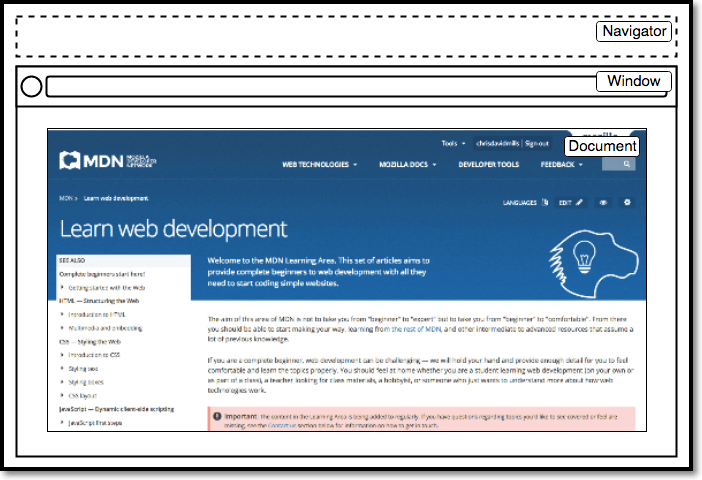 Navigator
Window
mozilla
Document
Tools chrisdavidmills | Sign out
MDN MOZILLA DEVELOPER NETWORK
WEB TECHNOLOGIES MOZILLA DOCS DEVELOPER TOOLS FEEDBACK
MDN > Learn web development
LANGUAGES EDIT
Learn web development
SEE ALSO
Complete beginners start here!
Getting started with the Web
HTML — Structuring the Web
Introduction to HTML
Multimedia and embedding
CSS — Styling the Web
Introduction to CSS
Styling text
Styling boxes
CSS layout
JavaScript — Dynamic client-side scripting
JavaScript first steps
Welcome to the MDN Learning Area. This set of articles aims to
provide complete beginners to web development with all they
need to start coding simple websites.
The aim of this area of MDN is not to take you from "beginner" to "expert" but to take you from "beginner" to "comfortable". From there
you should be able to start making your way, learning from the rest of MDN, and other intermediate to advanced resources that assume a
lot of previous knowledge.
If you are a complete beginner, web development can be challenging — we will hold your hand and provide enough detail for you to feel
comfortable and learn the topics properly. You should feel at home whether you are a student learning web development (on your own or
as part of a class), a teacher looking for class materials, a hobbyist, or someone who just wants to understand more about how web
technologies work.
Important: The content in the Learning Area is being added to regularly. If you have questions regarding topics you'd like to see covered or feel are
missing, see the Contact us section below for information on how to get in touch.